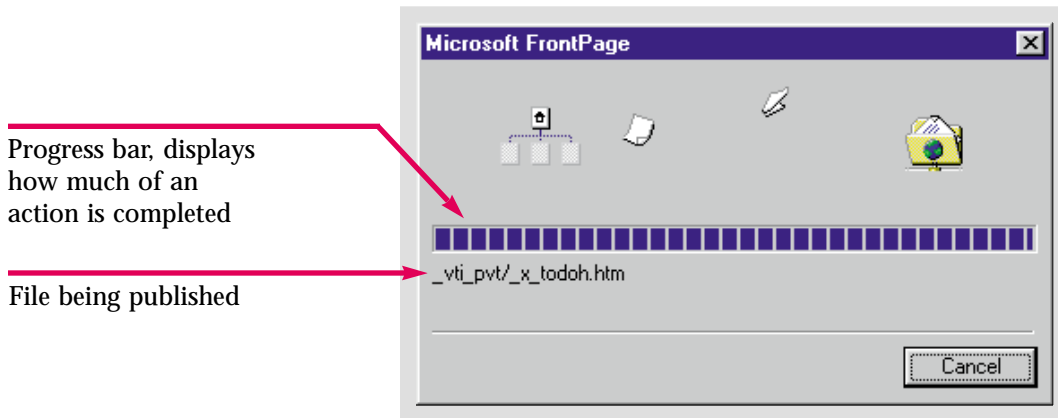 Microsoft FrontPage
Progress bar, displays
how much of an
action is completed
_vti_pvt/_x_todoh.htm
File being published
Cancel